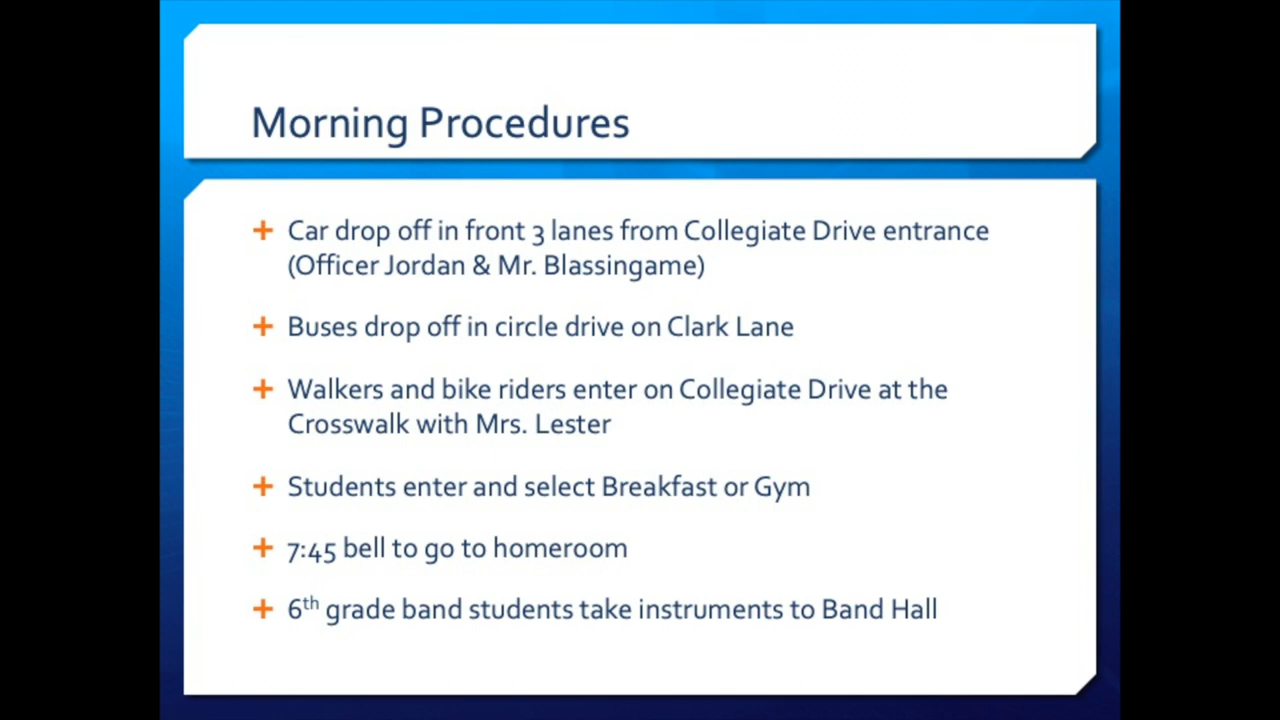 Morning Procedures
Car drop off in front 3 lanes from Collegiate Drive entrance
(Officer Jordan & Mr. Blassingame)
Buses drop off in circle drive on Clark Lane
Walkers and bike riders enter on Collegiate Drive at the
Crosswalk with Mrs. Lester
Students enter and select Breakfast or Gym
7:45 bell to go to homeroom
6th grade band students take instruments to Band Hall